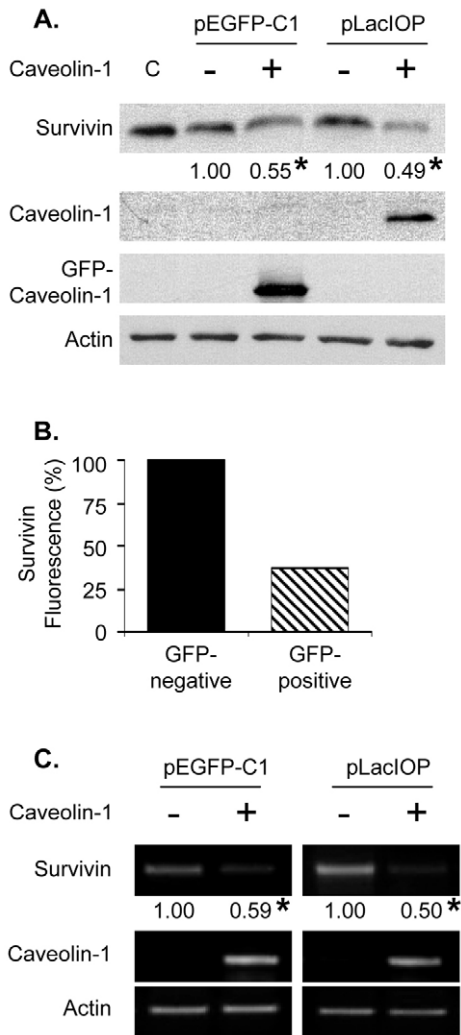 A.
pEGFP-C1 pLacIOP
Caveolin-1 C - + - +
Survivin
1.00 0.55* 1.00 0.49*
Caveolin-1
GFP-
Caveolin-1
Actin
B.
Survivin
Fluorescence (%)
100
75
50
25
0
GFP-
negative
GFP-
positive
C.
pEGFP-C1 pLacIOP
Caveolin-1 - + - +
Survivin
1.00 0.59* 1.00 0.50*
Caveolin-1
Actin